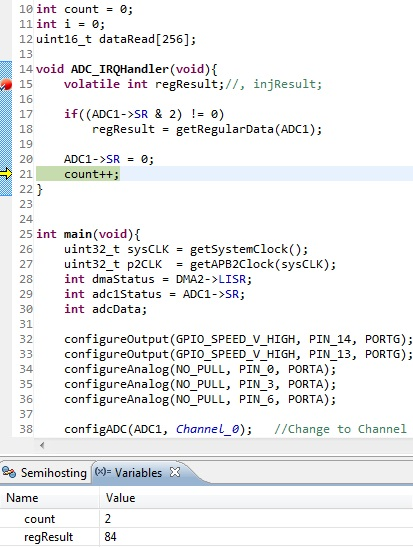 10 int count = 0;
11 int i = 0;
12 uint16_t dataRead[256];
13
14 void ADC_IRQHandler(void){
15 volatile int regResult;//, injResult;
16
17 if((ADC1->SR & 2) != 0)
18 regResult = getRegularData(ADC1);
19
20 ADC1->SR = 0;
21 count++;
22 }
23
24
25 int main(void){
26 uint32_t sysCLK = getSystemClock();
27 uint32_t p2CLK = getAPB2Clock(sysCLK);
28 int dmaStatus = DMA2->LISR;
29 int adc1Status = ADC1->SR;
30 int adcData;
31
32 configureOutput(GPIO_SPEED_V_HIGH, PIN_14, PORTG);
33 configureOutput(GPIO_SPEED_V_HIGH, PIN_13, PORTG);
34 configureAnalog(NO_PULL, PIN_0, PORTA);
35 configureAnalog(NO_PULL, PIN_3, PORTA);
36 configureAnalog(NO_PULL, PIN_6, PORTA);
37
38 configADC(ADC1, Channel_0); //Change to Channel
Semihosting (x)= Variables
Name Value
count 2
regResult 84